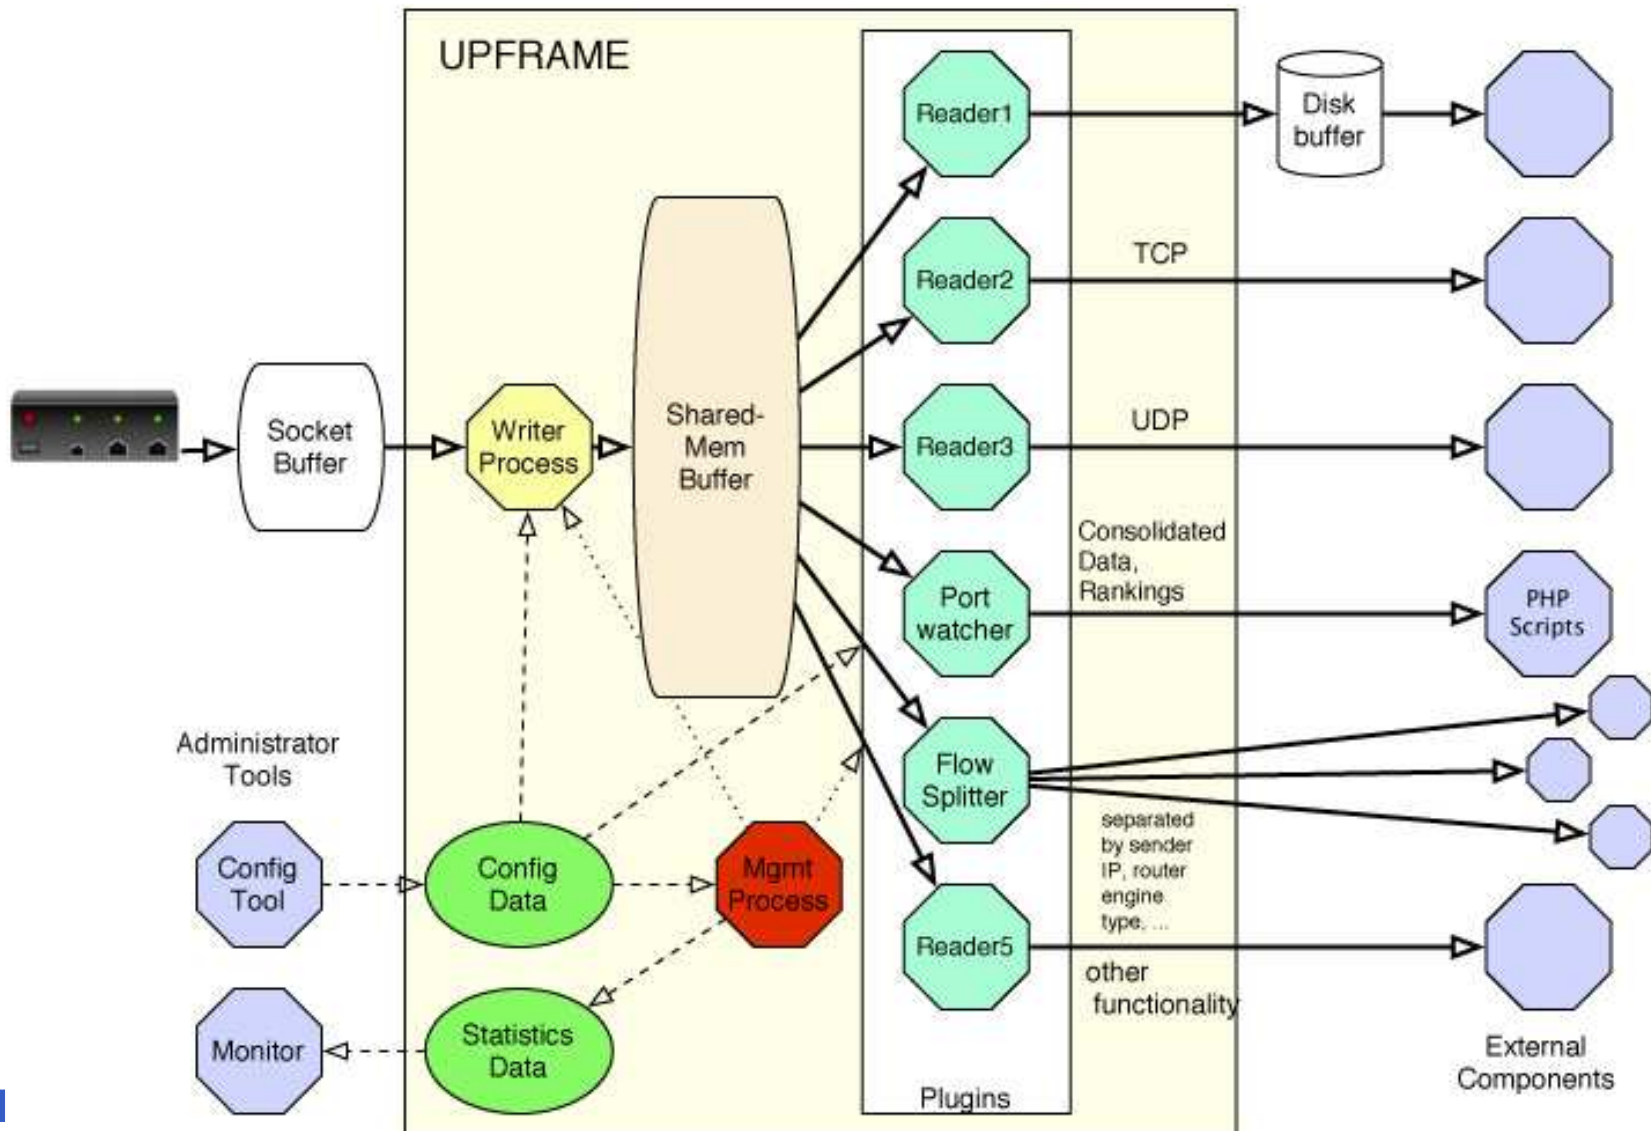 UPFRAME
Reader1
Disk
buffer
Reader2
TCP
Socket
Buffer
Writer
Process
Shared-
Mem
Buffer
Reader3
UDP
Port
watcher
Consolidated
Data,
Rankings
PHP
Scripts
Administrator
Tools
Flow
Splitter
Config
Tool
Config
Data
Mgmt
Process
separated
by sender
IP, router
engine
type, ...
Reader5
other
functionality
Monitor
Statistics
Data
Plugins
External
Components